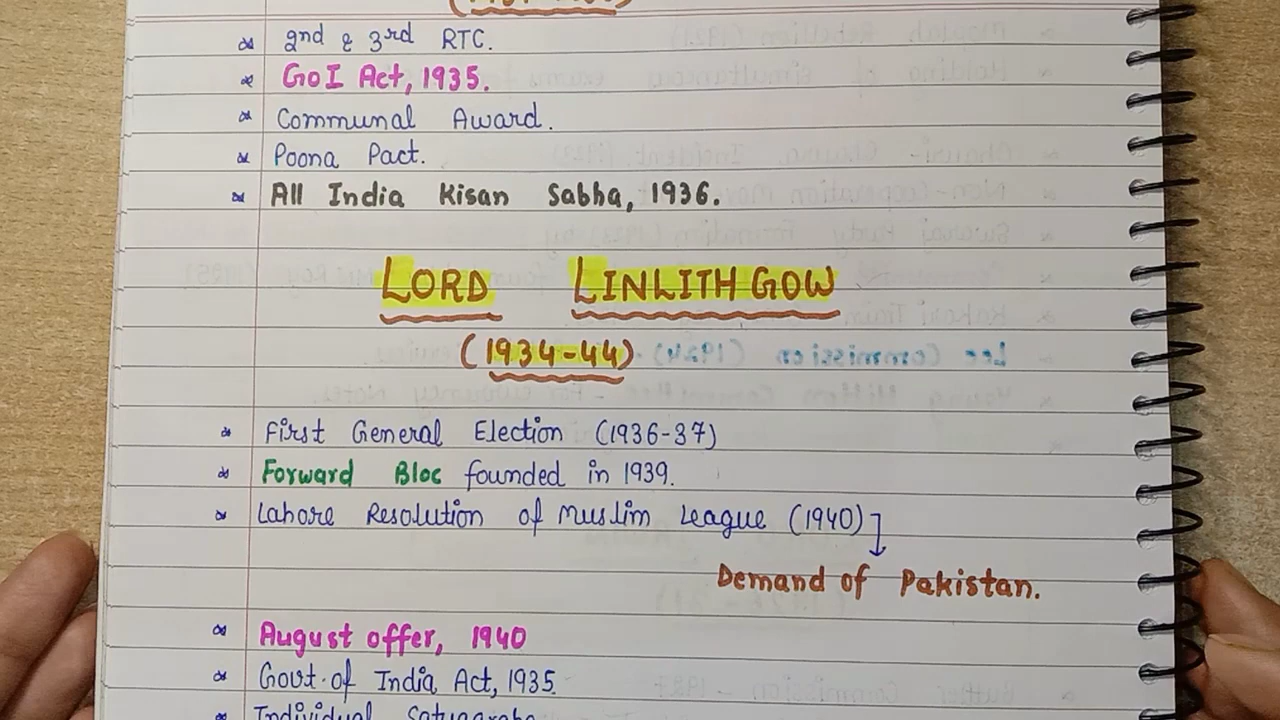 2nd & 3rd RTC.
GoI Act, 1935.
Communal Award.
Poona Pact.
All India Kisan Sabha, 1936.
LORD LINLITHGOW
(1934-44)
First General Election (1936-37)
Forward Bloc founded in 1939.
Lahore Resolution of Muslim League (1940)
Demand of Pakistan.
August offer, 1940
Govt. of India Act, 1935.
Individual Satyagraha